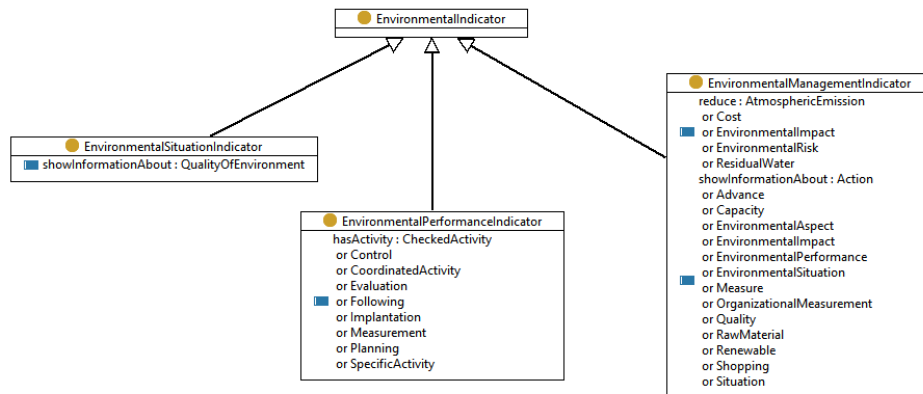 EnvironmentalIndicator
EnvironmentalSituationIndicator
showInformationAbout : QualityOfEnvironment
EnvironmentalPerformanceIndicator
hasActivity : CheckedActivity
or Control
or CoordinatedActivity
or Evaluation
or Following
or Implantation
or Measurement
or Planning
or SpecificActivity
EnvironmentalManagementIndicator
reduce : AtmosphericEmission
or Cost
or EnvironmentalImpact
or EnvironmentalRisk
or ResidualWater
showInformationAbout : Action
or Advance
or Capacity
or EnvironmentalAspect
or EnvironmentalImpact
or EnvironmentalPerformance
or EnvironmentalSituation
or Measure
or OrganizationalMeasurement
or Quality
or RawMaterial
or Renewable
or Shopping
or Situation